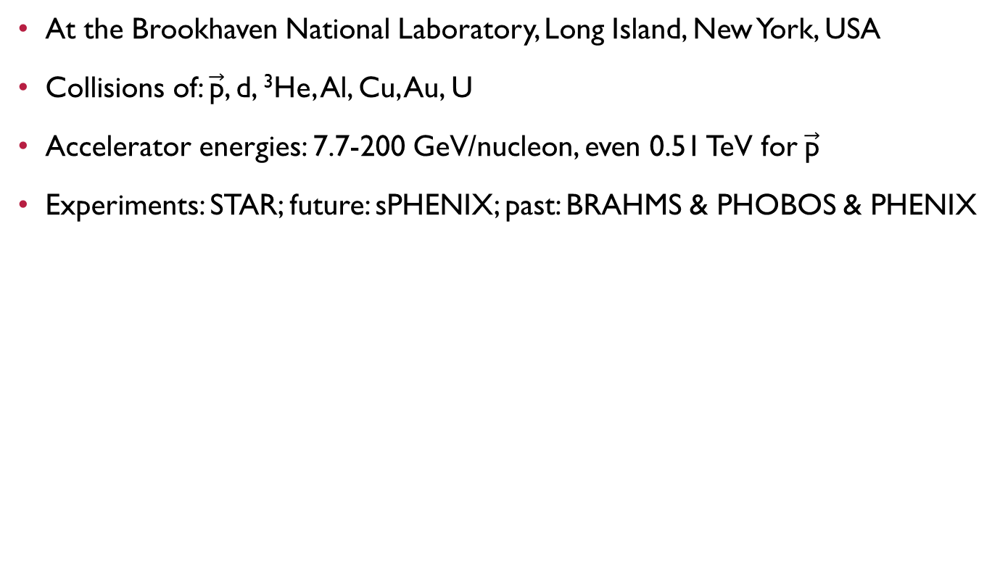 • At the Brookhaven National Laboratory, Long Island, New York, USA
• Collisions of: p⃗, d, ³He, Al, Cu, Au, U
• Accelerator energies: 7.7-200 GeV/nucleon, even 0.51 TeV for p⃗
• Experiments: STAR; future: sPHENIX; past: BRAHMS & PHOBOS & PHENIX